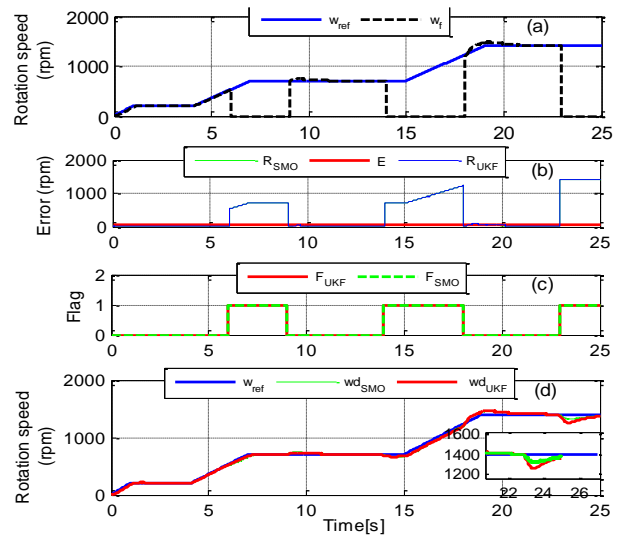 w_ref w_f
(a)
Rotation speed
(rpm)
2000
1000
0
0 5 10 15 20 25
R_SMO E R_UKF
(b)
Error (rpm)
2000
1000
0
0 5 10 15 20 25
F_UKF F_SMO
(c)
Flag
2
1
0
0 5 10 15 20 25
w_ref wd_SMO wd_UKF
(d)
Rotation speed
(rpm)
2000
1000
0
1600
1400
1200
22 24 26
0 5 10 15 20 25
Time[s]